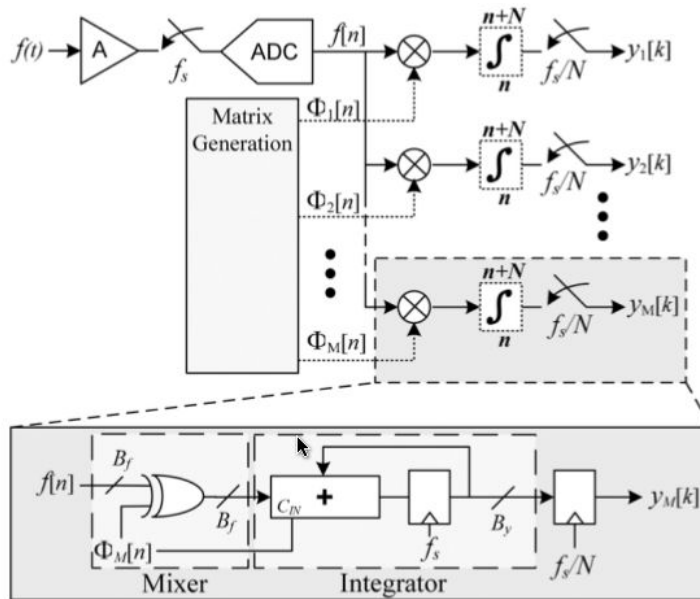 f(t) A f_s ADC f[n] n+N ∫ n f_s/N y_1[k]
Matrix Generation
Φ_1[n]
n+N ∫ n f_s/N y_2[k]
Φ_2[n]
n+N ∫ n f_s/N y_M[k]
Φ_M[n]
f[n] B_f B_f C_IN + f_s B_y f_s/N y_M[k]
Φ_M[n]
Mixer Integrator